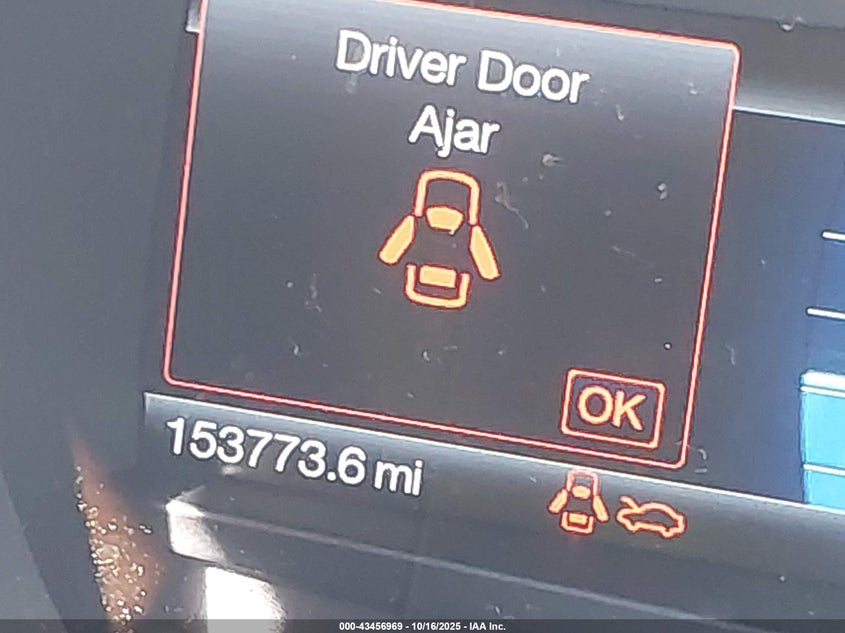 Driver Door
Ajar
OK
153773.6 mi
000-43456969 - 10/16/2025 - IAA Inc.